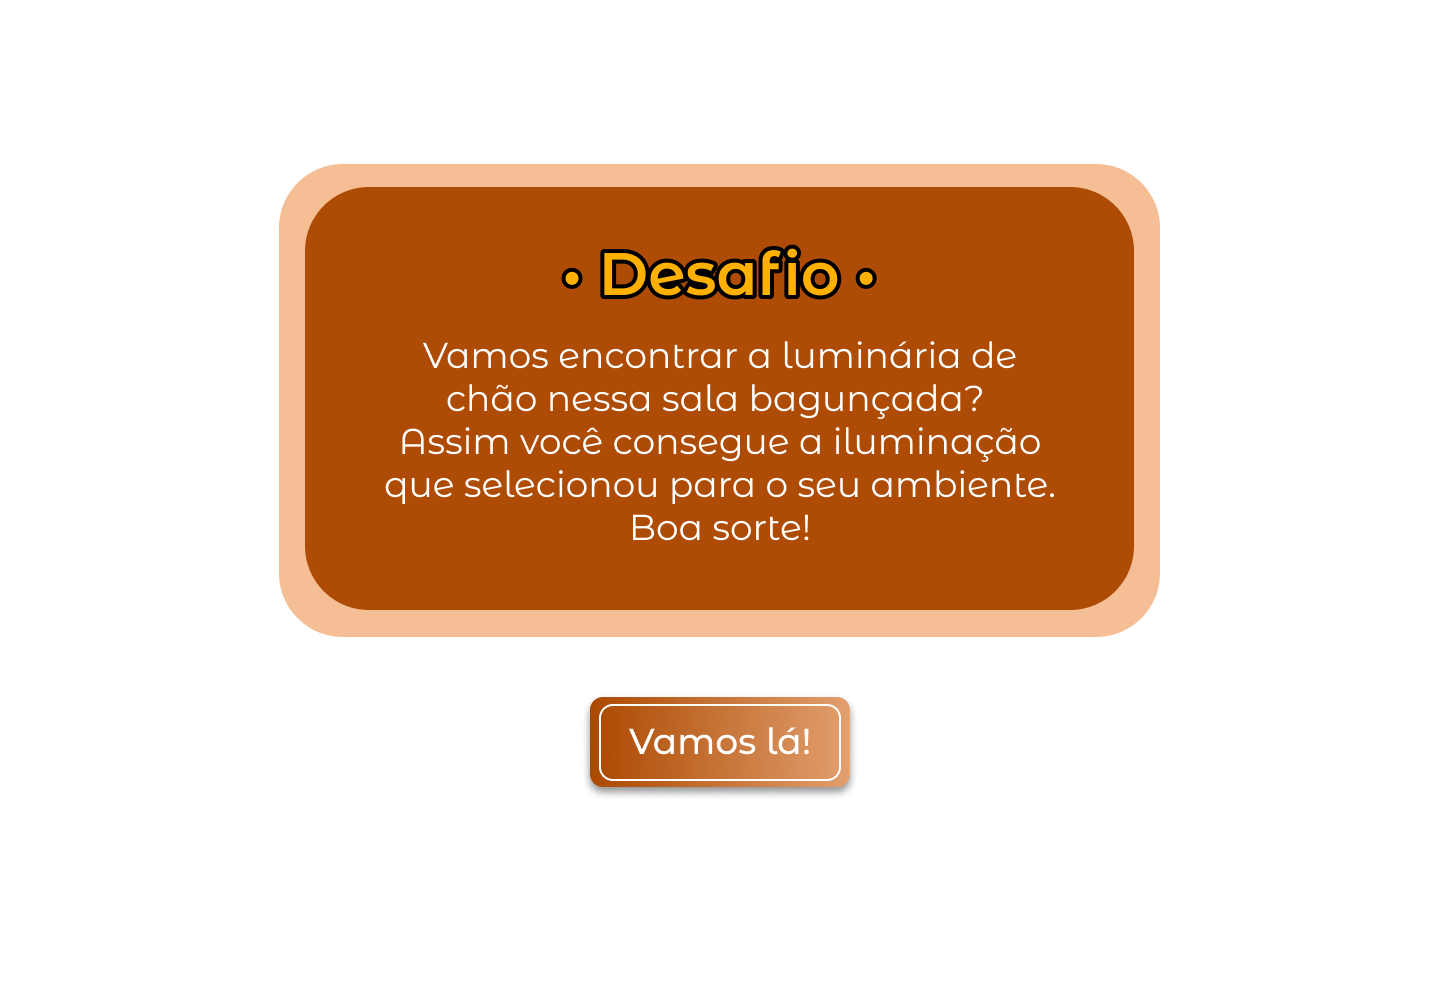 • Desafio •
Vamos encontrar a luminária de
chão nessa sala bagunçada?
Assim você consegue a iluminação
que selecionou para o seu ambiente.
Boa sorte!
Vamos lá!